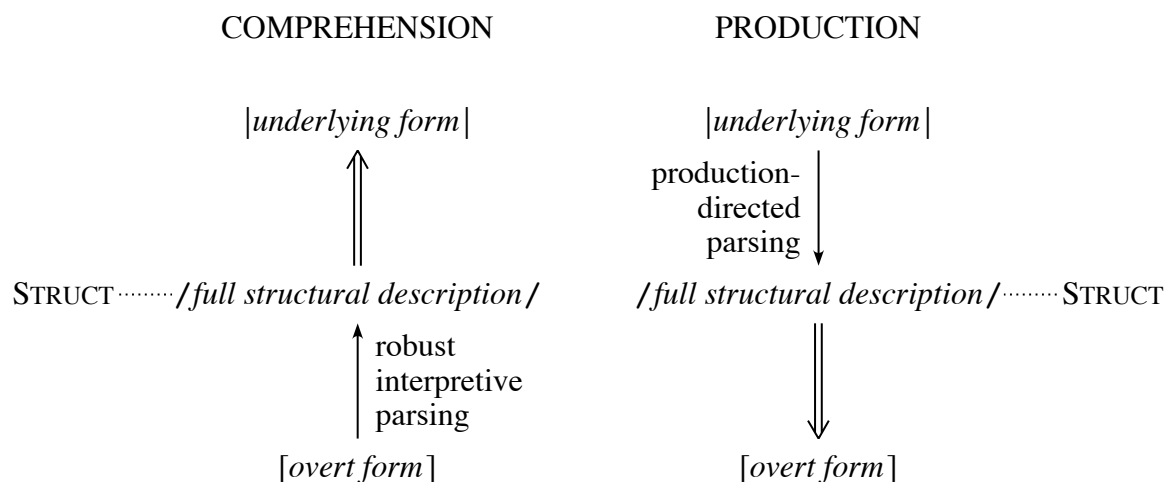 COMPREHENSION
PRODUCTION
|underlying form|
|underlying form|
production-
directed
parsing
STRUCT ········· /full structural description/
/full structural description/ ········· STRUCT
robust
interpretive
parsing
[overt form]
[overt form]